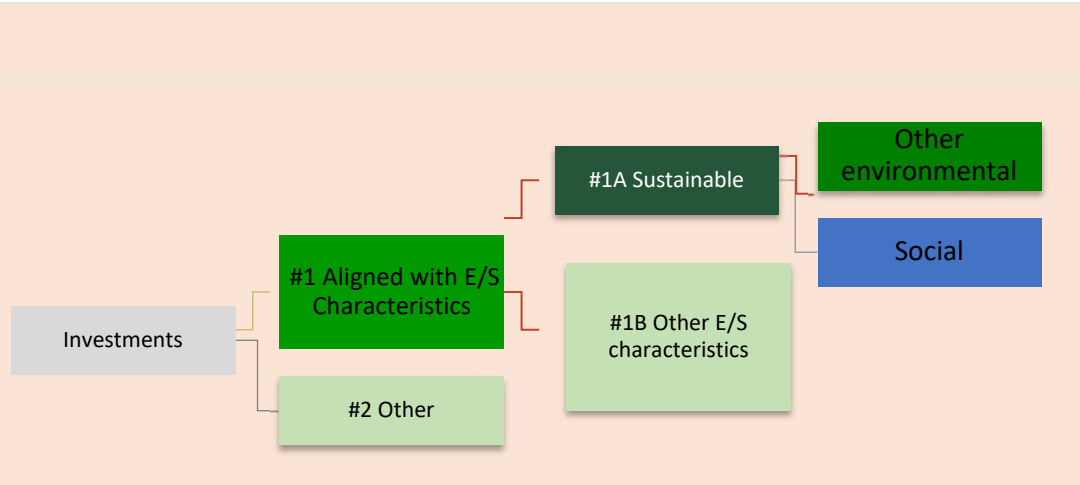 Investments
#1 Aligned with E/S
Characteristics
#2 Other
#1A Sustainable
#1B Other E/S
characteristics
Other
environmental
Social